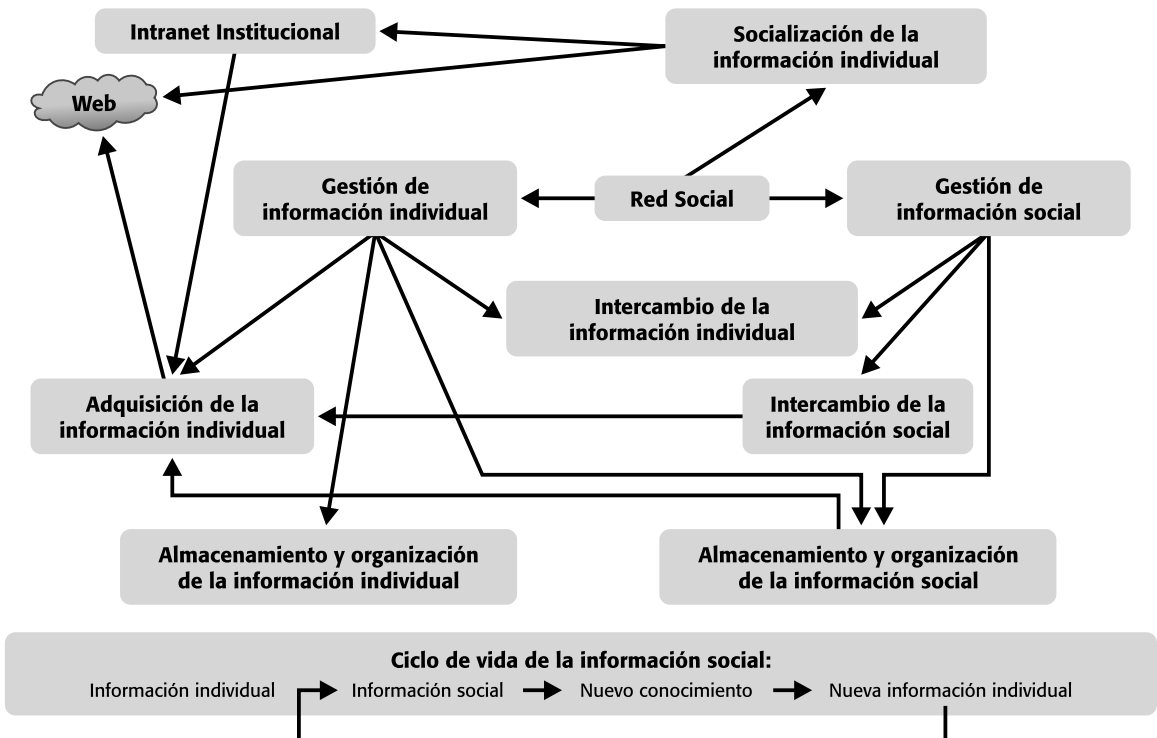 Intranet Institucional
Socialización de la
información individual
Web
Gestión de
información individual
Red Social
Gestión de
información social
Intercambio de la
información individual
Adquisición de la
información individual
Intercambio de la
información social
Almacenamiento y organización
de la información individual
Almacenamiento y organización
de la información social
Ciclo de vida de la información social:
Información individual Información social Nuevo conocimiento Nueva información individual